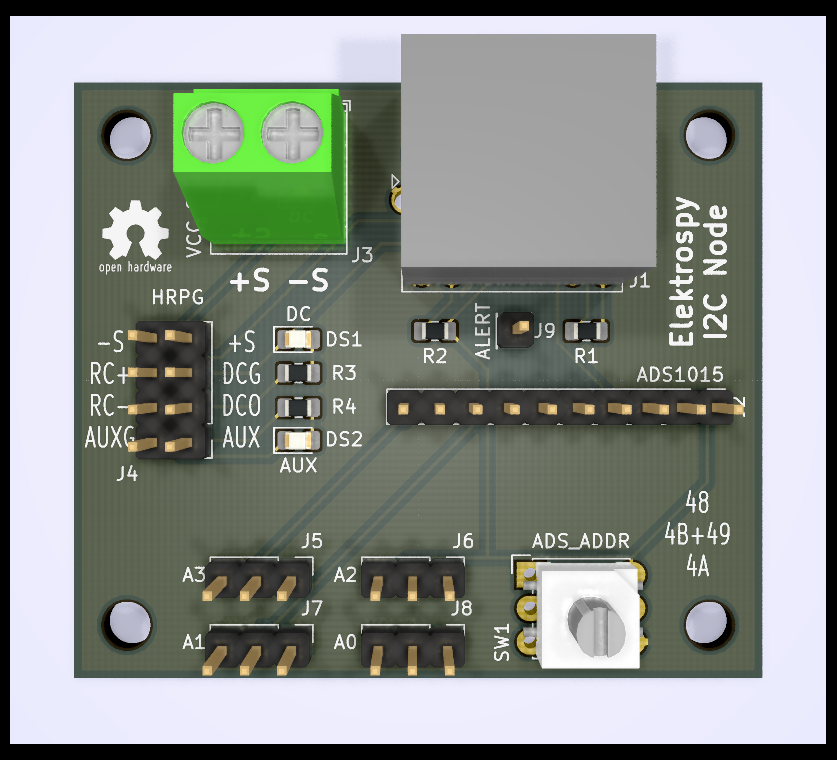 VCC
J3
open hardware
+S -S
J1
Elektrospy
I2C Node
HRPG
DC
ALERT
J9
-S
+S
DS1
R2
R1
RC+
DCG
R3
ADS1015
RC-
DCO
R4
AUXG
AUX
DS2
J4
AUX
48
4B+49
4A
J5
J6
ADS_ADDR
A3
A2
J7
J8
A1
A0
SW1